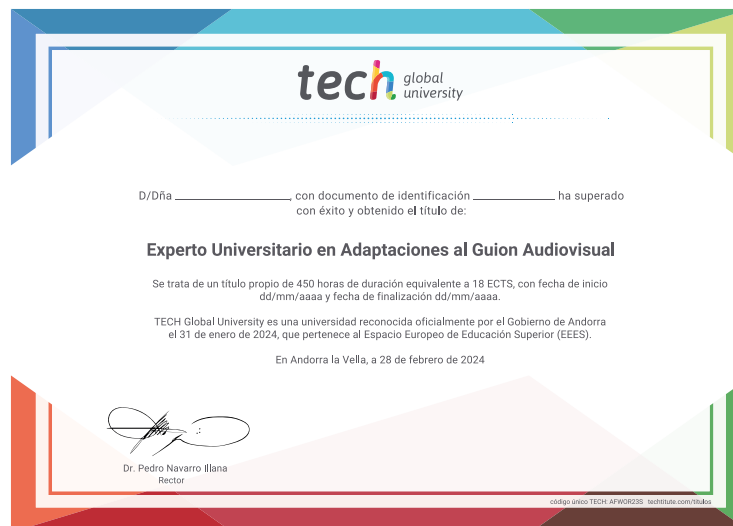 tech global
university
D/Dña ____________________, con documento de identificación ______________ ha superado
con éxito y obtenido el título de:
Experto Universitario en Adaptaciones al Guion Audiovisual
Se trata de un título propio de 450 horas de duración equivalente a 18 ECTS, con fecha de inicio
dd/mm/aaaa y fecha de finalización dd/mm/aaaa.
TECH Global University es una universidad reconocida oficialmente por el Gobierno de Andorra
el 31 de enero de 2024, que pertenece al Espacio Europeo de Educación Superior (EEES).
En Andorra la Vella, a 28 de febrero de 2024
Dr. Pedro Navarro Illana
Rector
código único TECH: AFWOR23S techtitute.com/titulos